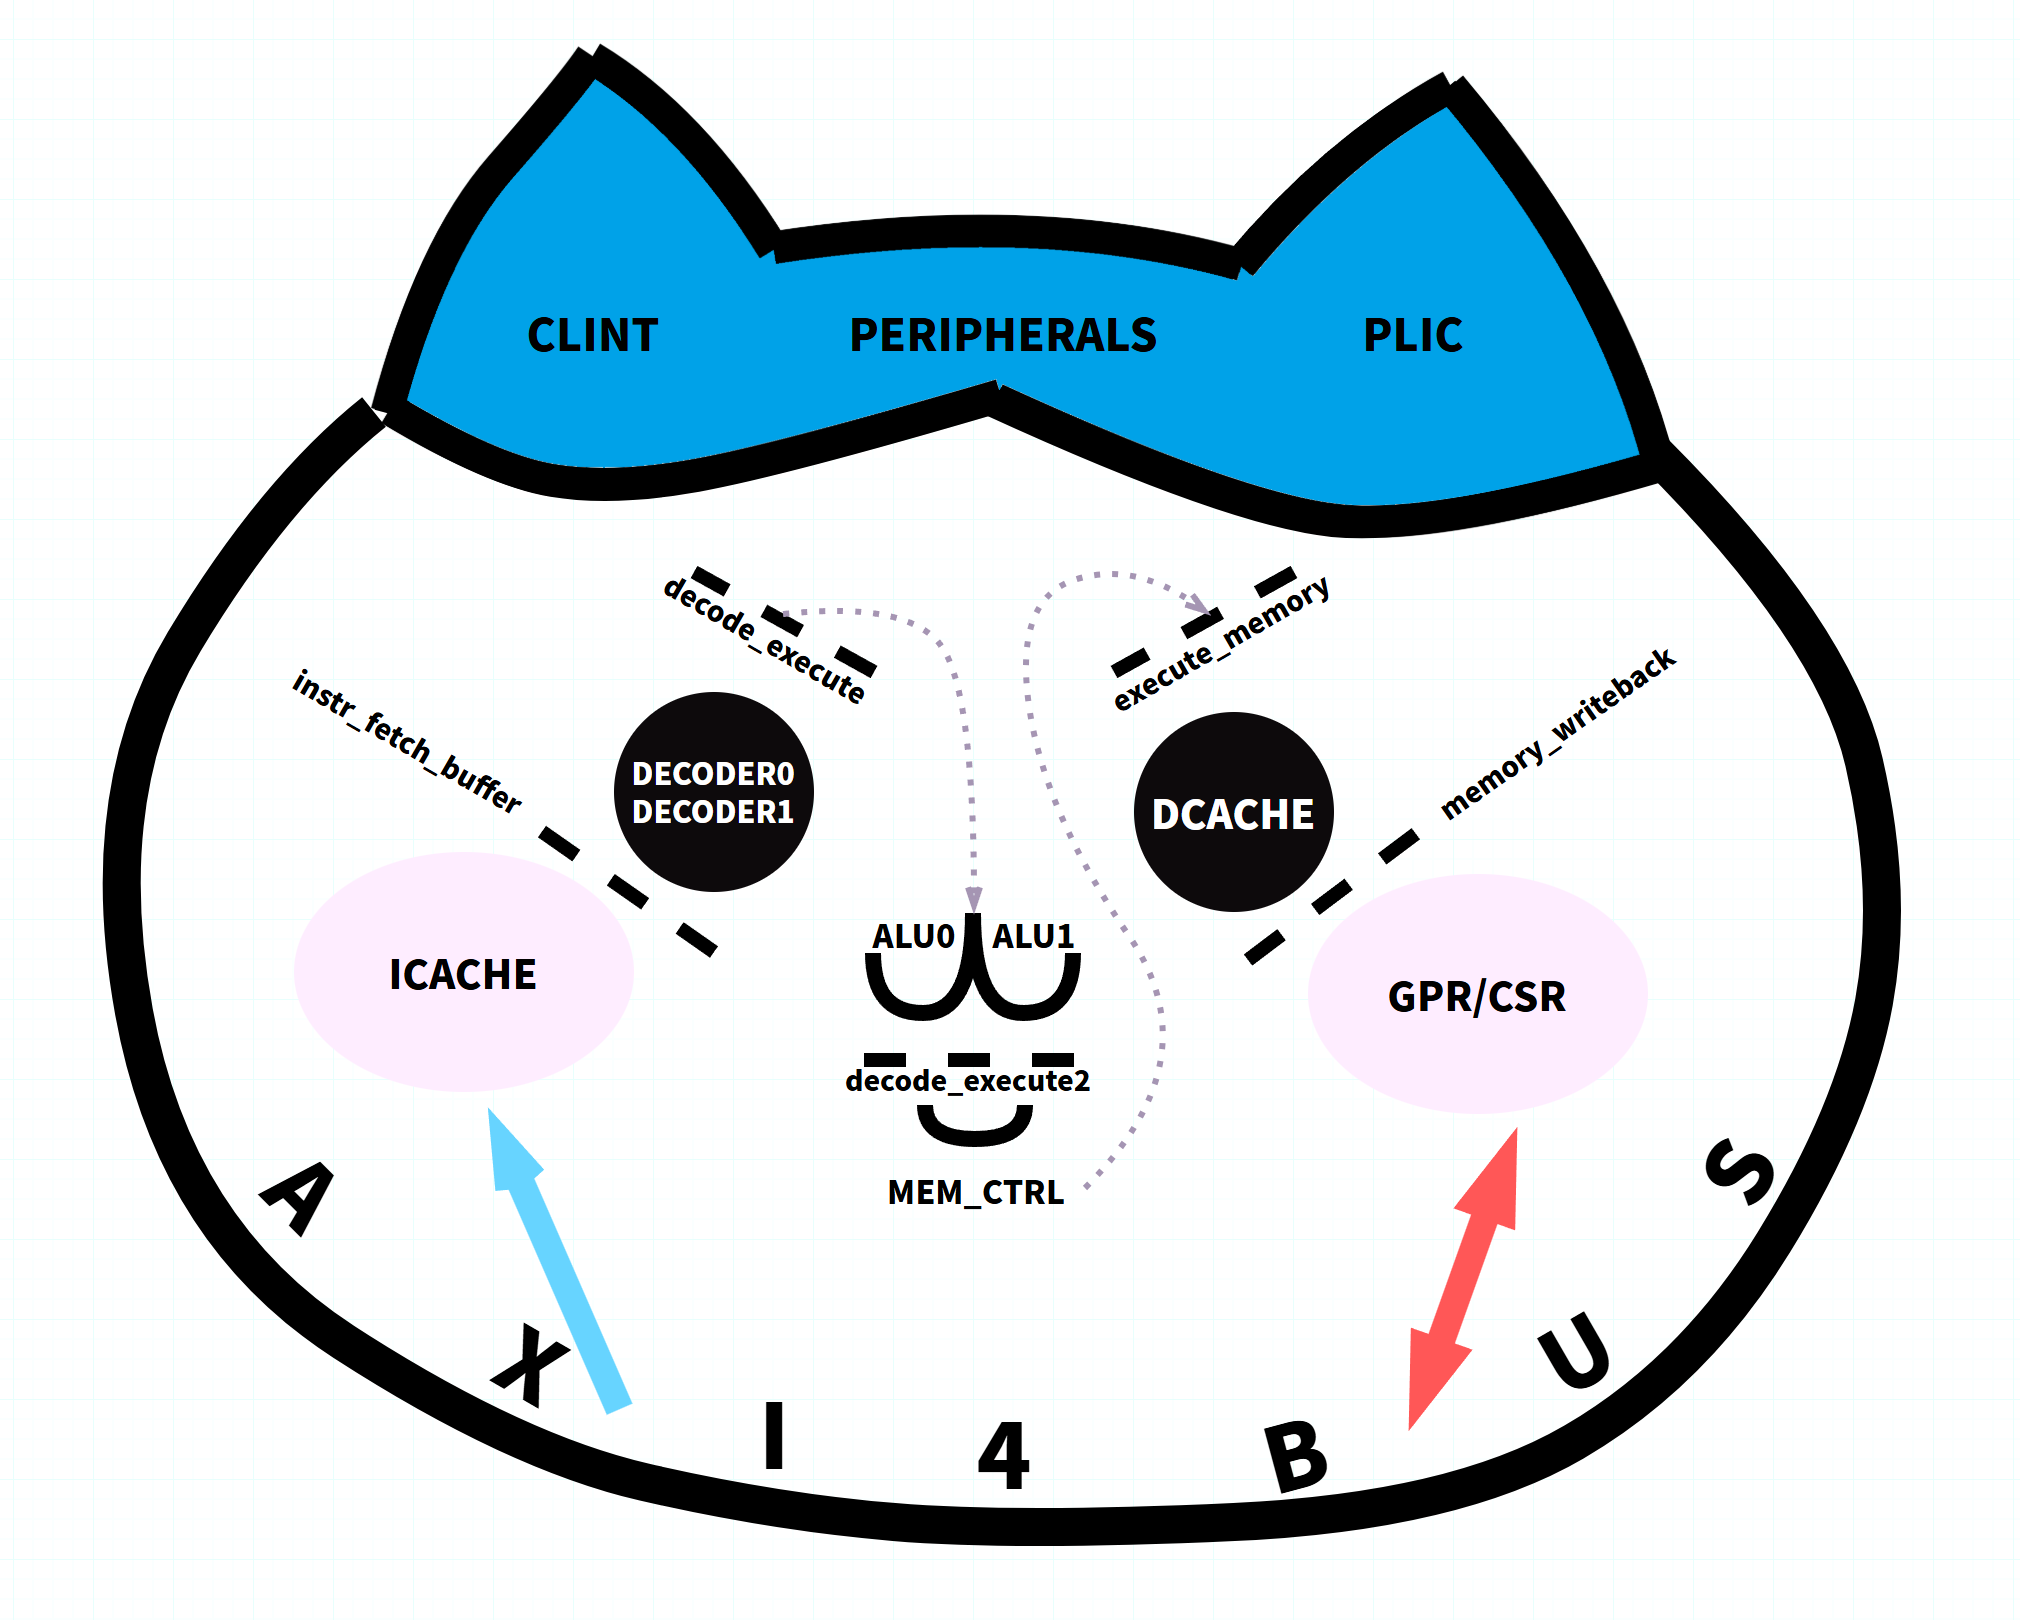 CLINT
PERIPHERALS
PLIC
decode_execute
execute_memory
instr_fetch_buffer
memory_writeback
DECODER0
DECODER1
DCACHE
ALU0
ALU1
ICACHE
GPR/CSR
decode_execute2
MEM_CTRL
A X I 4 B U S